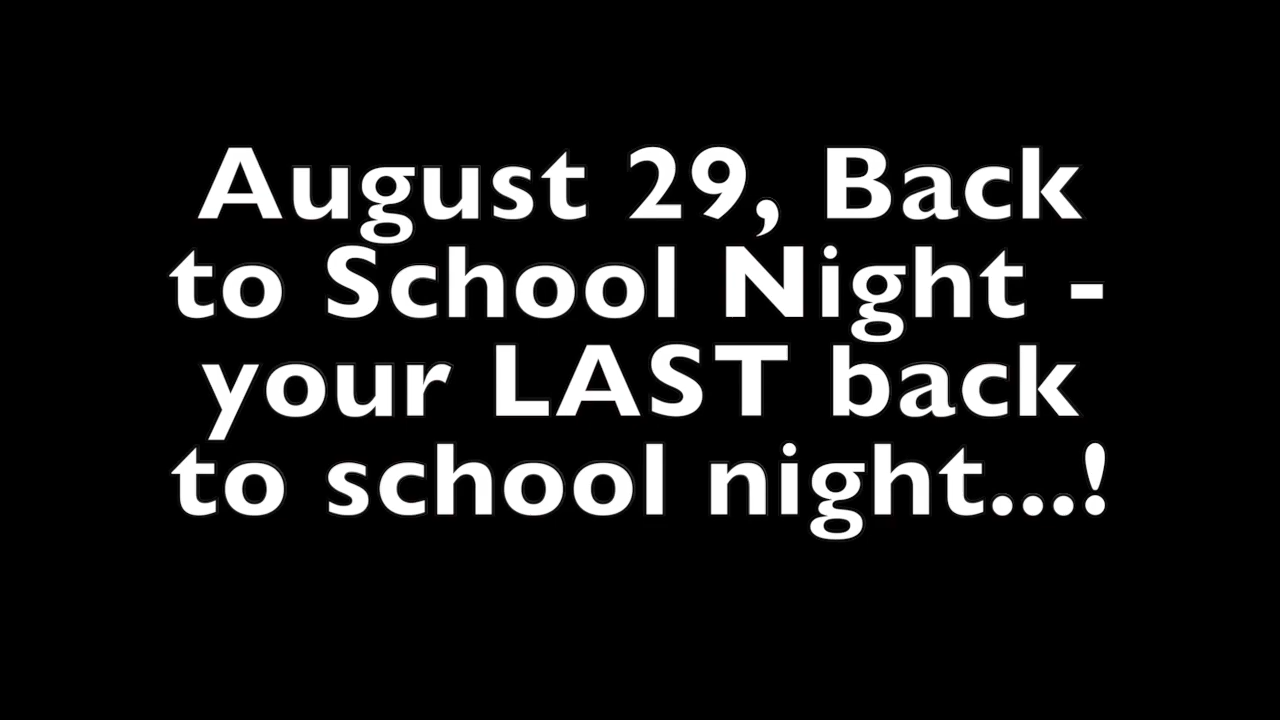 August 29, Back
to School Night -
your LAST back
to school night...!